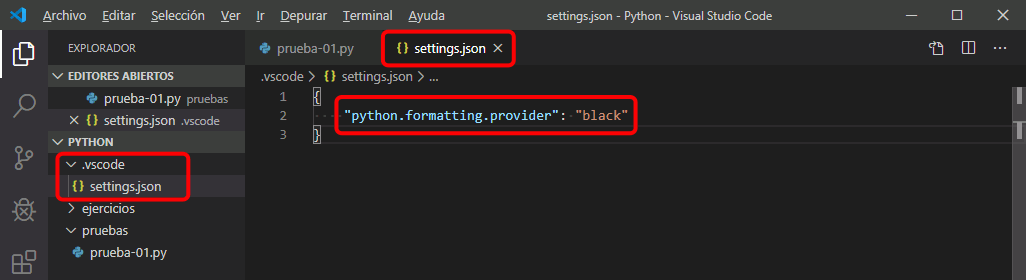 Archivo Editar Selección Ver Ir Depurar Terminal Ayuda settings.json - Python - Visual Studio Code
EXPLORADOR
EDITORES ABIERTOS
prueba-01.py pruebas
settings.json .vscode
PYTHON
.vscode
settings.json
ejercicios
pruebas
prueba-01.py
prueba-01.py {} settings.json
.vscode > {} settings.json > ...
1 {
2 "python.formatting.provider": "black"
3 }